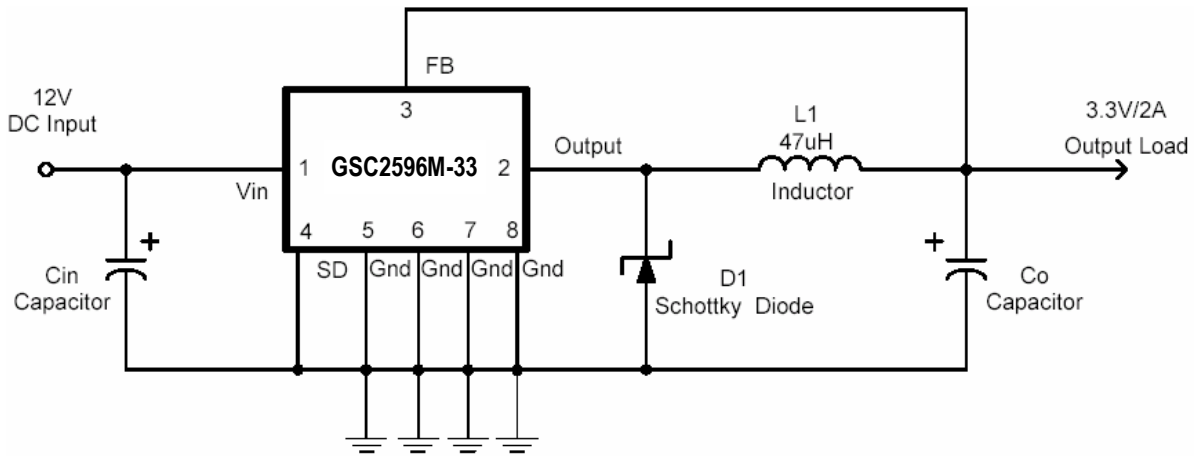 FB
12V
DC Input
3
L1
47uH
3.3V/2A
Output Load
1
GSC2596M-33
2
Output
Vin
Inductor
4
5
6
7
8
+
SD
Gnd
Gnd
Gnd
Gnd
+
Cin
Capacitor
D1
Schottky Diode
Co
Capacitor